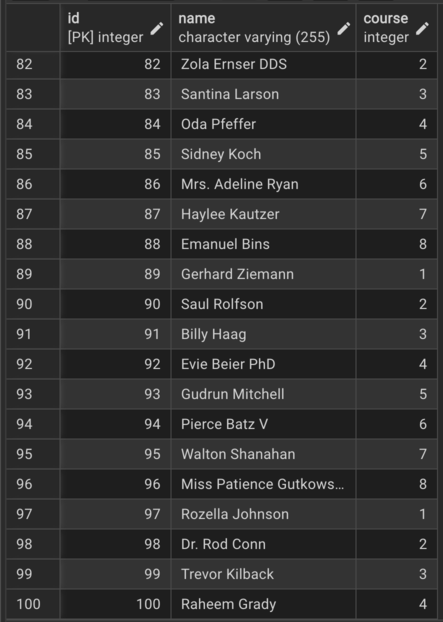 id name course
[PK] integer character varying (255) integer
82 82 Zola Ernser DDS 2
83 83 Santina Larson 3
84 84 Oda Pfeffer 4
85 85 Sidney Koch 5
86 86 Mrs. Adeline Ryan 6
87 87 Haylee Kautzer 7
88 88 Emanuel Bins 8
89 89 Gerhard Ziemann 1
90 90 Saul Rolfson 2
91 91 Billy Haag 3
92 92 Evie Beier PhD 4
93 93 Gudrun Mitchell 5
94 94 Pierce Batz V 6
95 95 Walton Shanahan 7
96 96 Miss Patience Gutkows... 8
97 97 Rozella Johnson 1
98 98 Dr. Rod Conn 2
99 99 Trevor Kilback 3
100 100 Raheem Grady 4